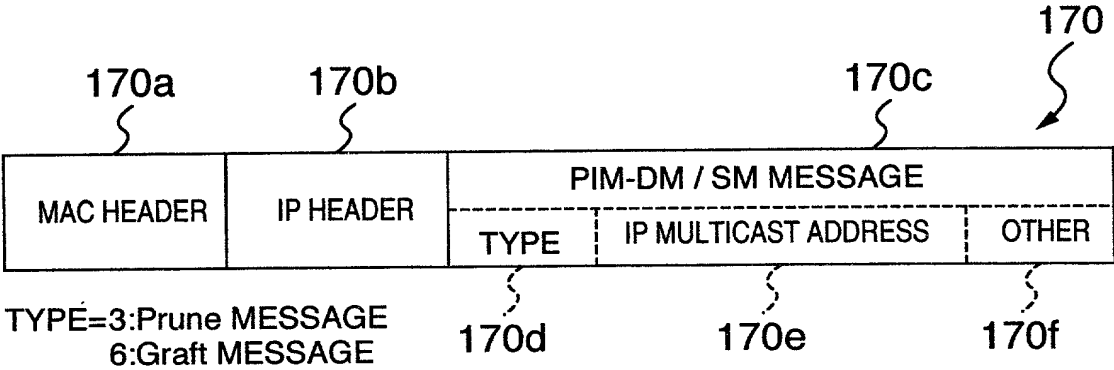 170
170a 170b 170c
MAC HEADER IP HEADER PIM-DM / SM MESSAGE
TYPE IP MULTICAST ADDRESS OTHER
TYPE=3:Prune MESSAGE
6:Graft MESSAGE
170d 170e 170f